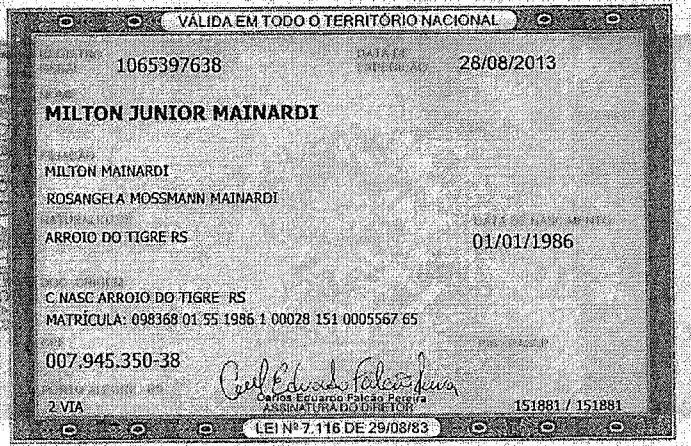 VÁLIDA EM TODO O TERRITÓRIO NACIONAL
1065397638 28/08/2013
MILTON JUNIOR MAINARDI
MILTON MAINARDI
ROSANGELA MOSSMANN MAINARDI
ARROIO DO TIGRE RS
DATA DE NASCIMENTO
01/01/1986
C NASC ARROIO DO TIGRE RS
MATRÍCULA: 098368 01 55 1986 1 00028 151 0005567 65
007.945.350-38
Carlos Eduardo Falcão Pereira
ASSINATURA DO DIRETOR
2 VIA 151881 / 151881
LEI Nº 7.116 DE 29/08/83